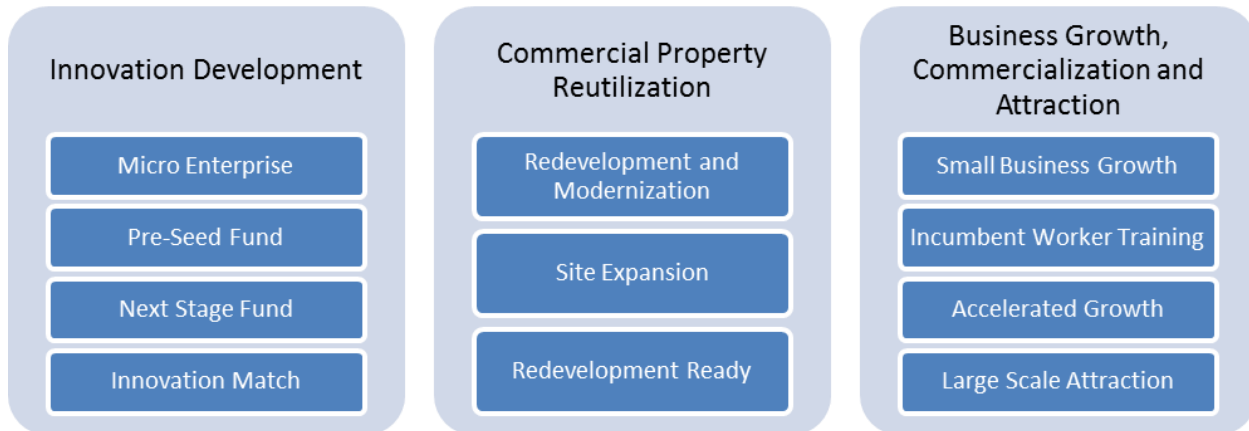 Innovation Development
Micro Enterprise
Pre-Seed Fund
Next Stage Fund
Innovation Match
Commercial Property
Reutilization
Redevelopment and
Modernization
Site Expansion
Redevelopment Ready
Business Growth,
Commercialization and
Attraction
Small Business Growth
Incumbent Worker Training
Accelerated Growth
Large Scale Attraction